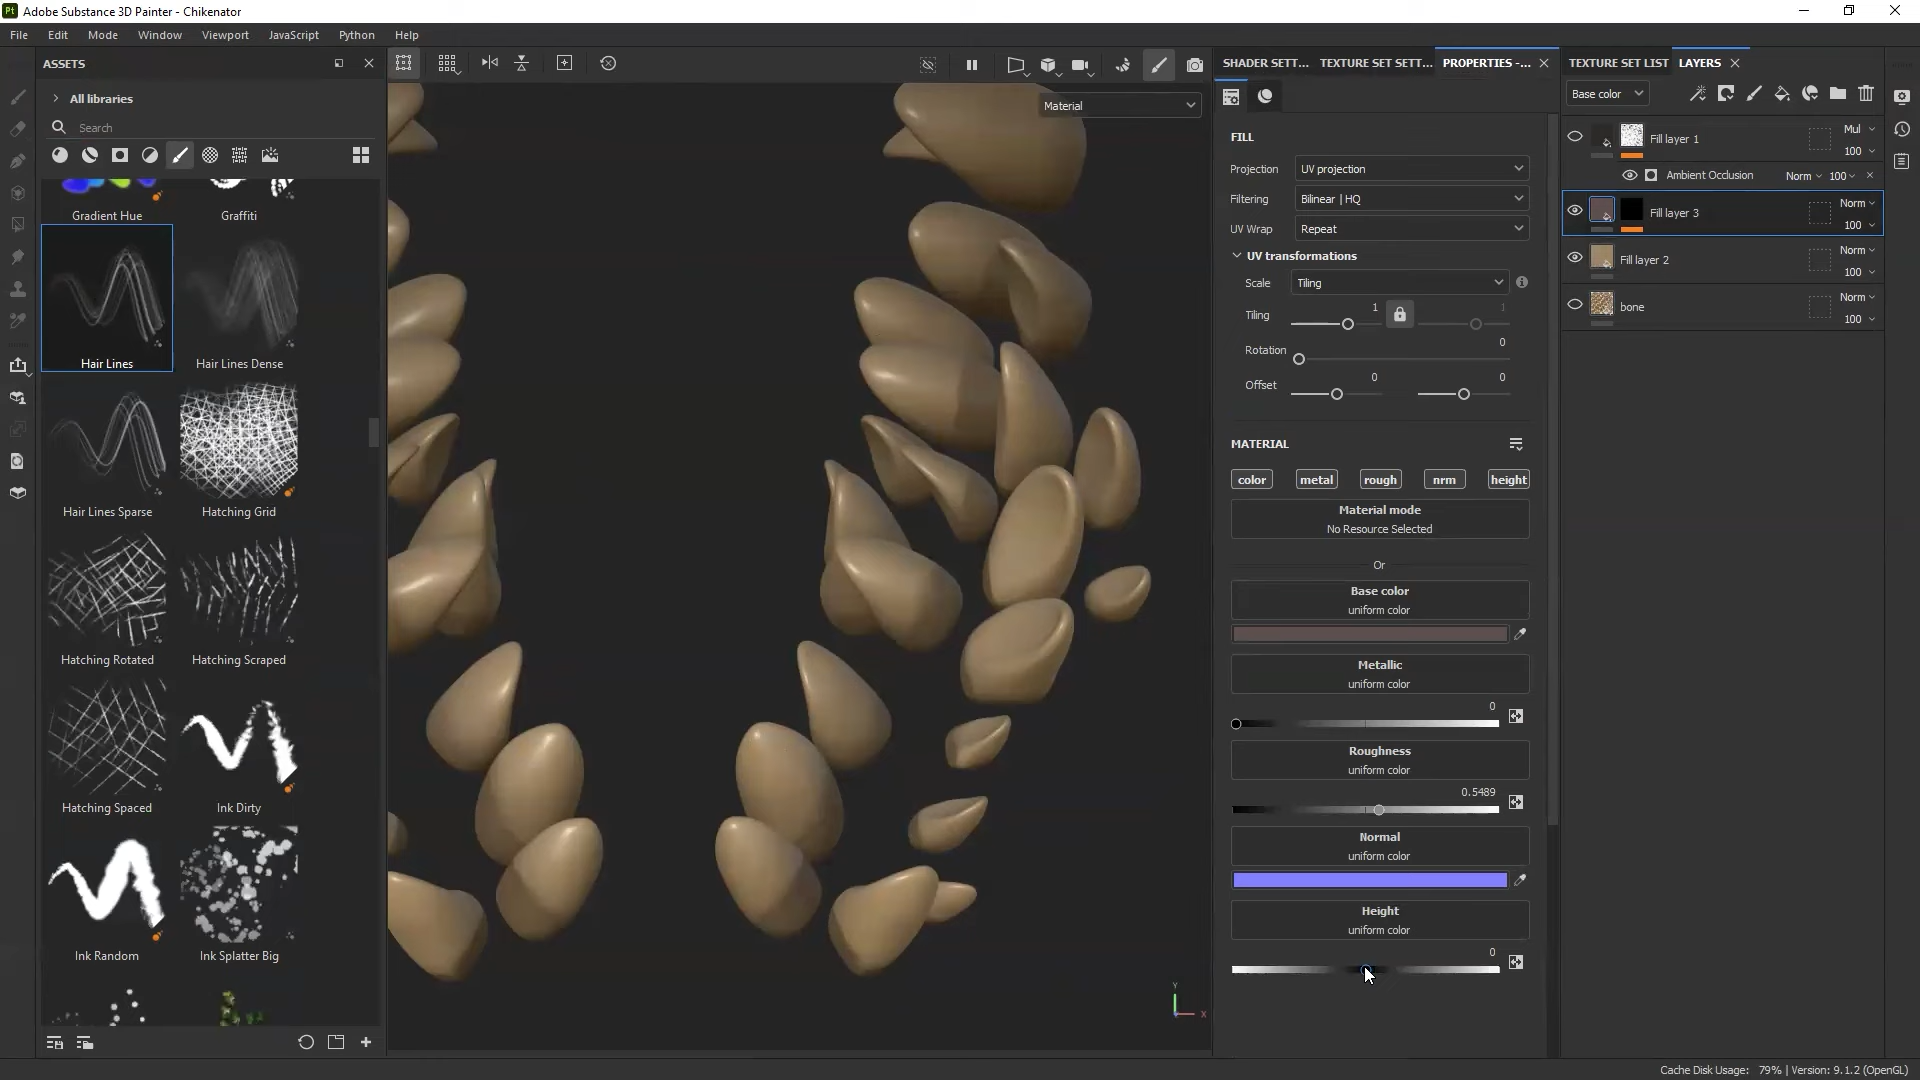 Pt Adobe Substance 3D Painter - Chikenator
File Edit Mode Window Viewport JavaScript Python Help
ASSETS
All libraries
Search
Gradient Hue Graffiti
Hair Lines Hair Lines Dense
Hair Lines Sparse Hatching Grid
Hatching Rotated Hatching Scraped
Hatching Spaced Ink Dirty
Ink Random Ink Splatter Big
Material
Y
X
SHADER SETT... TEXTURE SET SETT... PROPERTIES -...
FILL
Projection UV projection
Filtering Bilinear | HQ
UV Wrap Repeat
UV transformations
Scale Tiling
Tiling 1 1
Rotation 0
Offset 0 0
MATERIAL
color metal rough nrm height
Material mode
No Resource Selected
Or
Base color
uniform color
Metallic
uniform color
0
Roughness
uniform color
0.5489
Normal
uniform color
Height
uniform color
0
TEXTURE SET LIST LAYERS
Base color
Fill layer 1 Mul 100
Ambient Occlusion Norm 100
Fill layer 3 Norm 100
Fill layer 2 Norm 100
bone Norm 100
Cache Disk Usage: 79% | Version: 9.1.2 (OpenGL)